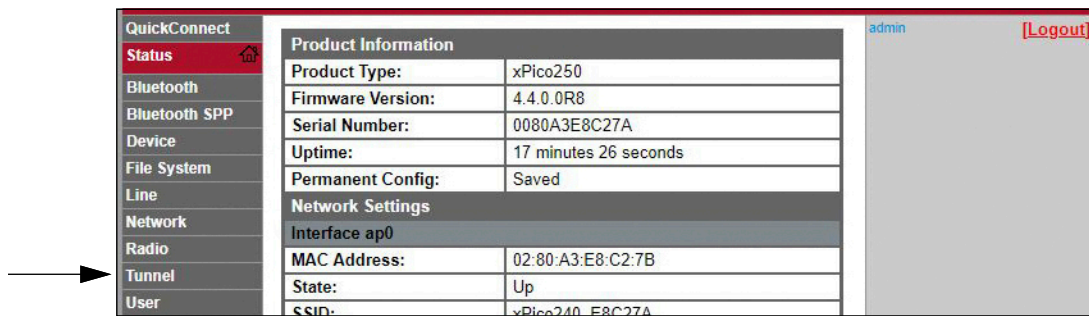 QuickConnect
Status
Bluetooth
Bluetooth SPP
Device
File System
Line
Network
Radio
Tunnel
User
Product Information
Product Type: xPico250
Firmware Version: 4.4.0.0R8
Serial Number: 0080A3E8C27A
Uptime: 17 minutes 26 seconds
Permanent Config: Saved
Network Settings
Interface ap0
MAC Address: 02:80:A3:E8:C2:7B
State: Up
SSID: xPico240_E8C27A
admin [Logout]